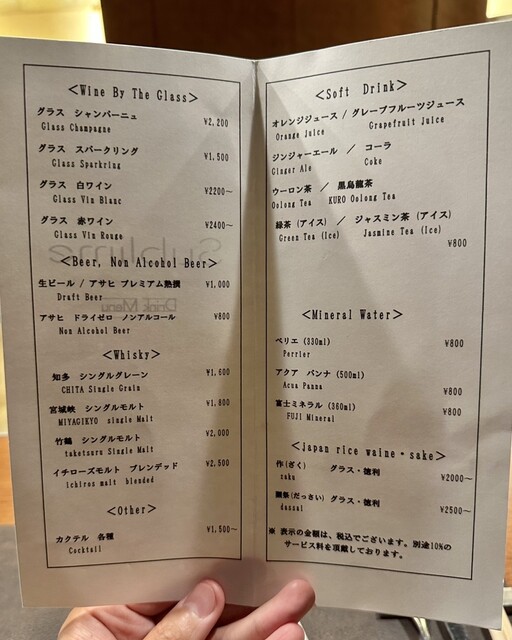 <Wine By The Glass>
グラス シャンパーニュ
Glass Champagne ¥2,200
グラス スパークリング
Glass Sparkring ¥1,500
グラス 白ワイン
Glass Vin Blanc ¥2200～
グラス 赤ワイン
Glass Vin Rouge ¥2400～
<Beer, Non Alcohol Beer>
生ビール / アサヒ プレミアム熟撰 ¥1,000
Draft Beer
アサヒ ドライゼロ ノンアルコール ¥800
Non Alcohol Beer
<Whisky>
知多 シングルグレーン ¥1,600
CHITA Single Grain
宮城峡 シングルモルト ¥1,800
MIYAGIKYO single Malt
竹鶴 シングルモルト ¥2,000
taketsuru Single Malt
イチローズモルト ブレンデッド ¥2,500
ichiros malt blended
<Other>
カクテル 各種 ¥1,500～
Cocktail
<Soft Drink>
オレンジジュース / グレープフルーツジュース
Orange Juice Grapefruit Juice
ジンジャーエール ／ コーラ
Ginger Ale Coke
ウーロン茶 ／ 黒烏龍茶
Oolong Tea KURO Oolong Tea
緑茶 (アイス) ／ ジャスミン茶 (アイス)
Green Tea (Ice) Jasmine Tea (Ice)
¥800
<Mineral Water>
ペリエ (330ml) ¥800
Perrier
アクア パンナ (500ml)
Acua Panna ¥800
富士ミネラル (360ml) ¥800
FUJI Mineral
<japan rice waine・sake>
作(ざく) グラス・徳利
zaku ¥2000～
獺祭(だっさい) グラス・徳利
dassai ¥2500～
※ 表示の金額は、税込でございます。別途10%の
サービス料を頂戴しております。
Sublime
Drink Menu